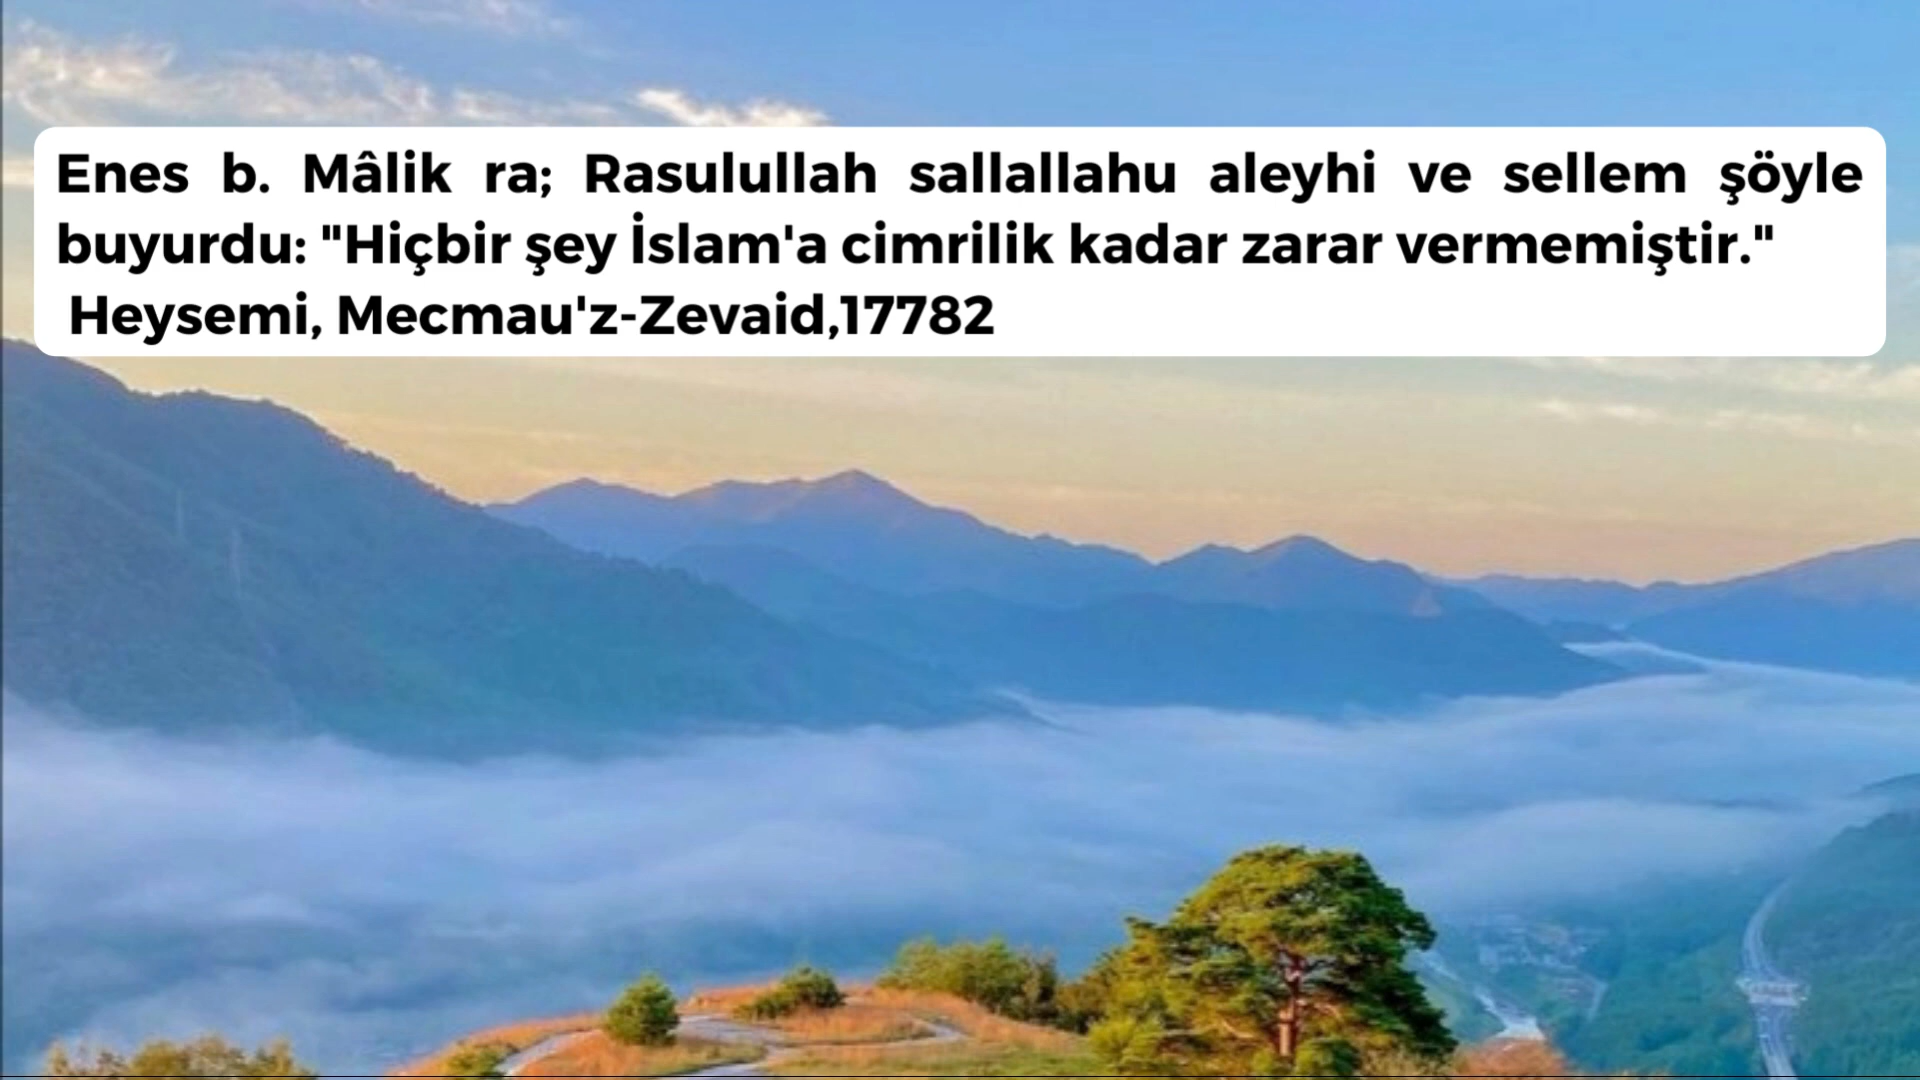 Enes b. Mâlik ra; Rasulullah sallallahu aleyhi ve sellem şöyle
buyurdu: "Hiçbir şey İslam'a cimrilik kadar zarar vermemiştir."
Heysemi, Mecmau'z-Zevaid,17782